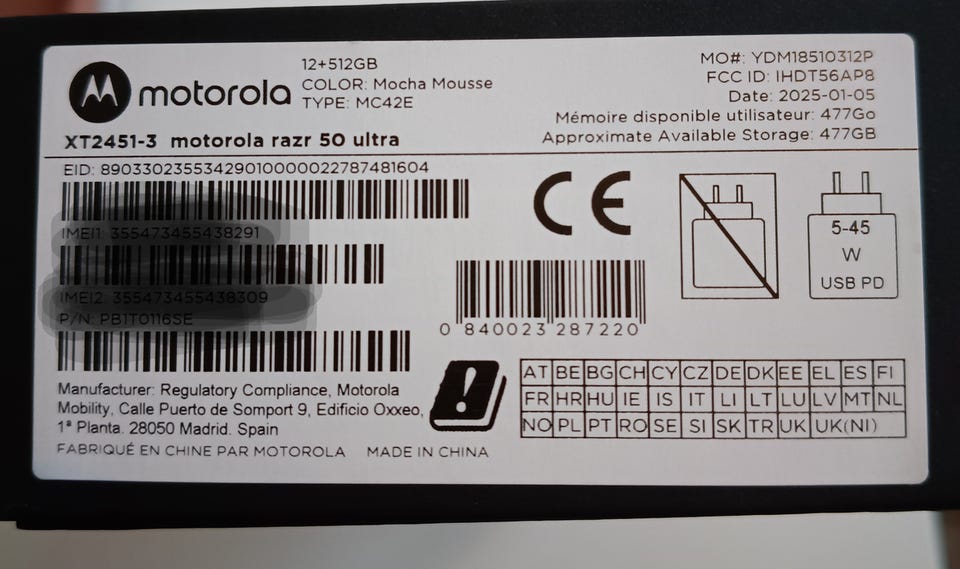 motorola
12+512GB
COLOR: Mocha Mousse
TYPE: MC42E
XT2451-3 motorola razr 50 ultra
MO#: YDM18510312P
FCC ID: IHDT56AP8
Date: 2025-01-05
Mémoire disponible utilisateur: 477Go
Approximate Available Storage: 477GB
EID: 89033023553429010000022787481604
IMEI1:
IMEI2:
P/N:
CE
5-45
W
USB PD
0 840023 287220
Manufacturer: Regulatory Compliance, Motorola
Mobility, Calle Puerto de Somport 9, Edificio Oxxeo,
1ª Planta. 28050 Madrid. Spain
FABRIQUÉ EN CHINE PAR MOTOROLA MADE IN CHINA
!
AT BE BG CH CY CZ DE DK EE EL ES FI
FR HR HU IE IS IT LI LT LU LV MT NL
NO PL PT RO SE SI SK TR UK UK(NI)